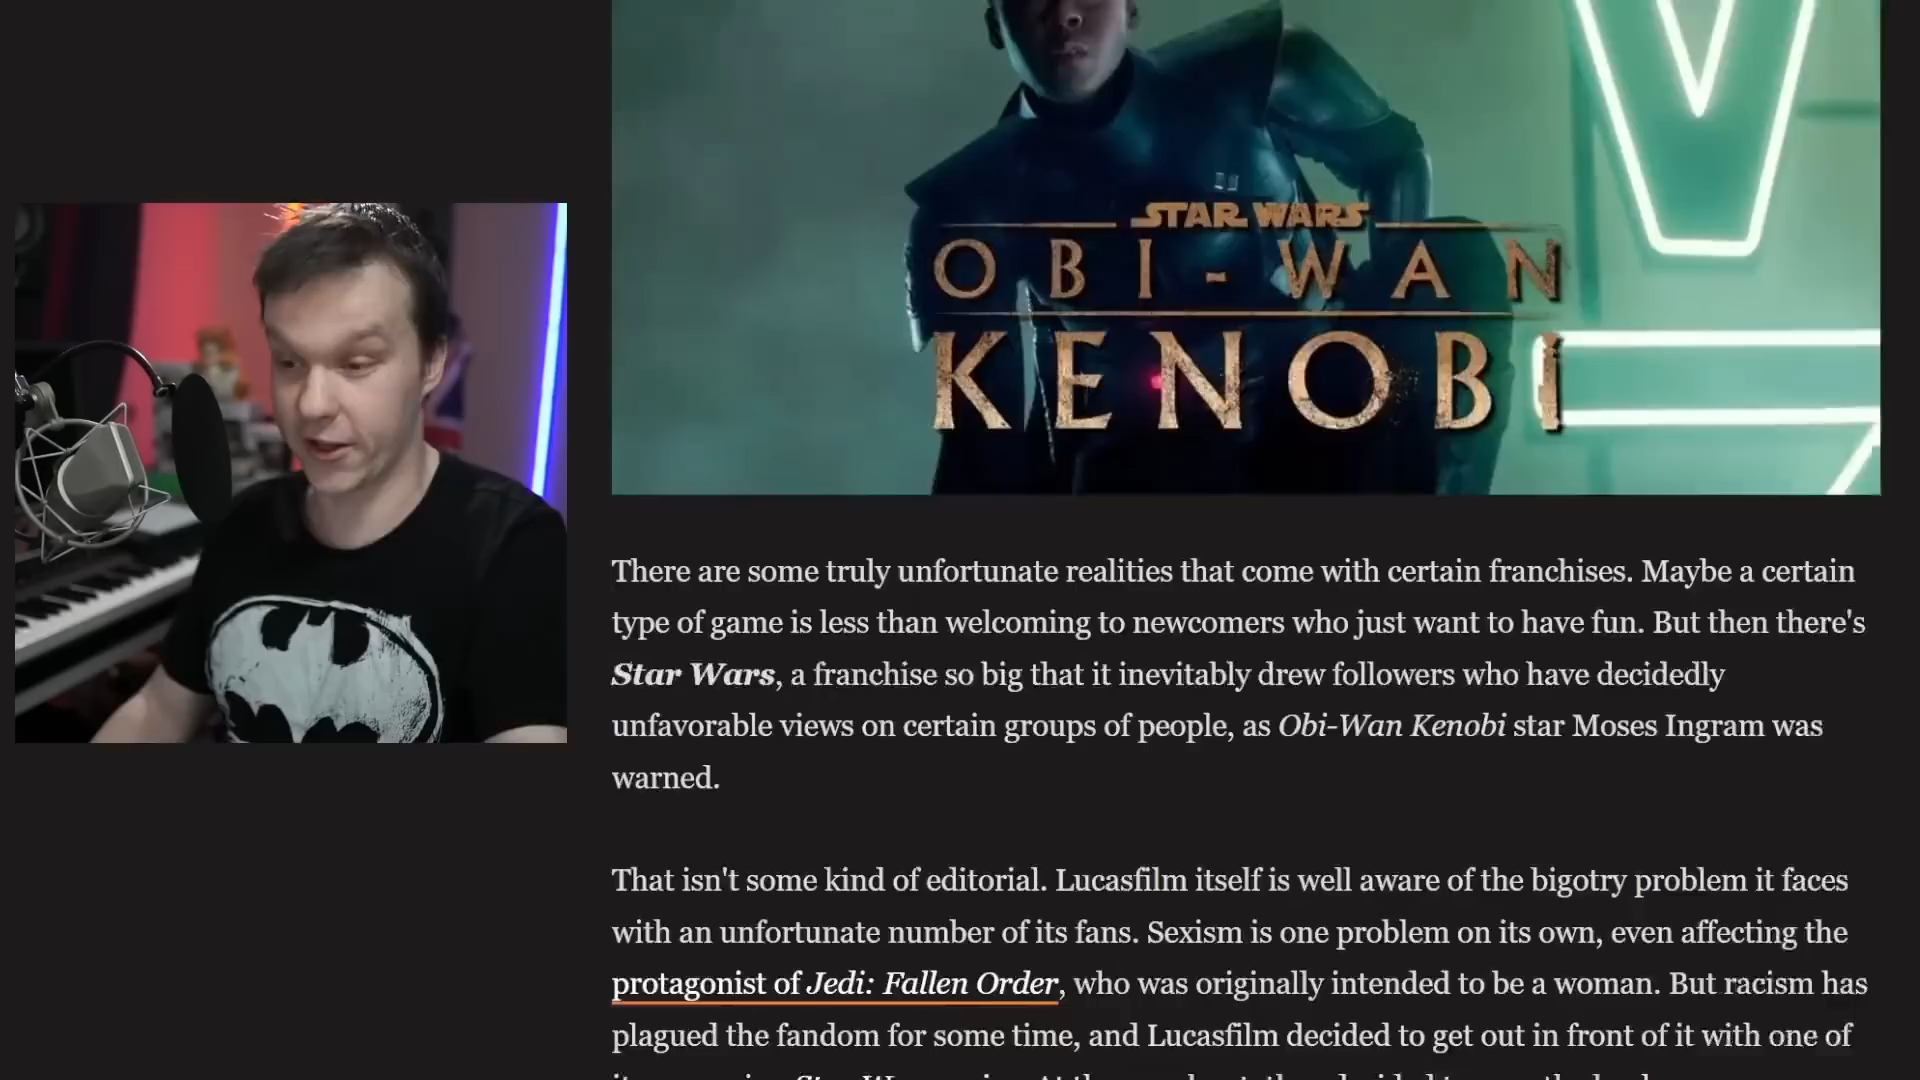 STAR WARS
OBI-WAN
KENOBI
There are some truly unfortunate realities that come with certain franchises. Maybe a certain
type of game is less than welcoming to newcomers who just want to have fun. But then there's
Star Wars, a franchise so big that it inevitably drew followers who have decidedly
unfavorable views on certain groups of people, as Obi-Wan Kenobi star Moses Ingram was
warned.
That isn't some kind of editorial. Lucasfilm itself is well aware of the bigotry problem it faces
with an unfortunate number of its fans. Sexism is one problem on its own, even affecting the
protagonist of Jedi: Fallen Order, who was originally intended to be a woman. But racism has
plagued the fandom for some time, and Lucasfilm decided to get out in front of it with one of